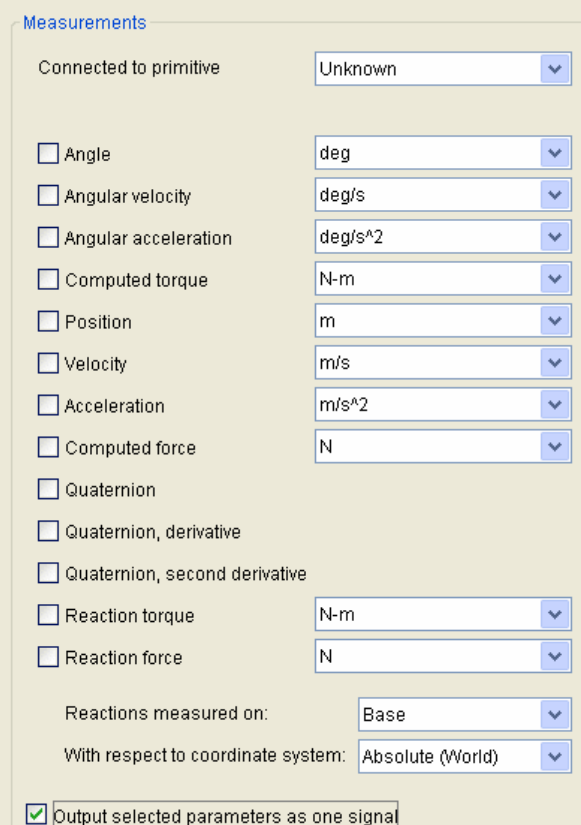 Measurements
Connected to primitive Unknown
Angle deg
Angular velocity deg/s
Angular acceleration deg/s^2
Computed torque N-m
Position m
Velocity m/s
Acceleration m/s^2
Computed force N
Quaternion
Quaternion, derivative
Quaternion, second derivative
Reaction torque N-m
Reaction force N
Reactions measured on: Base
With respect to coordinate system: Absolute (World)
Output selected parameters as one signal